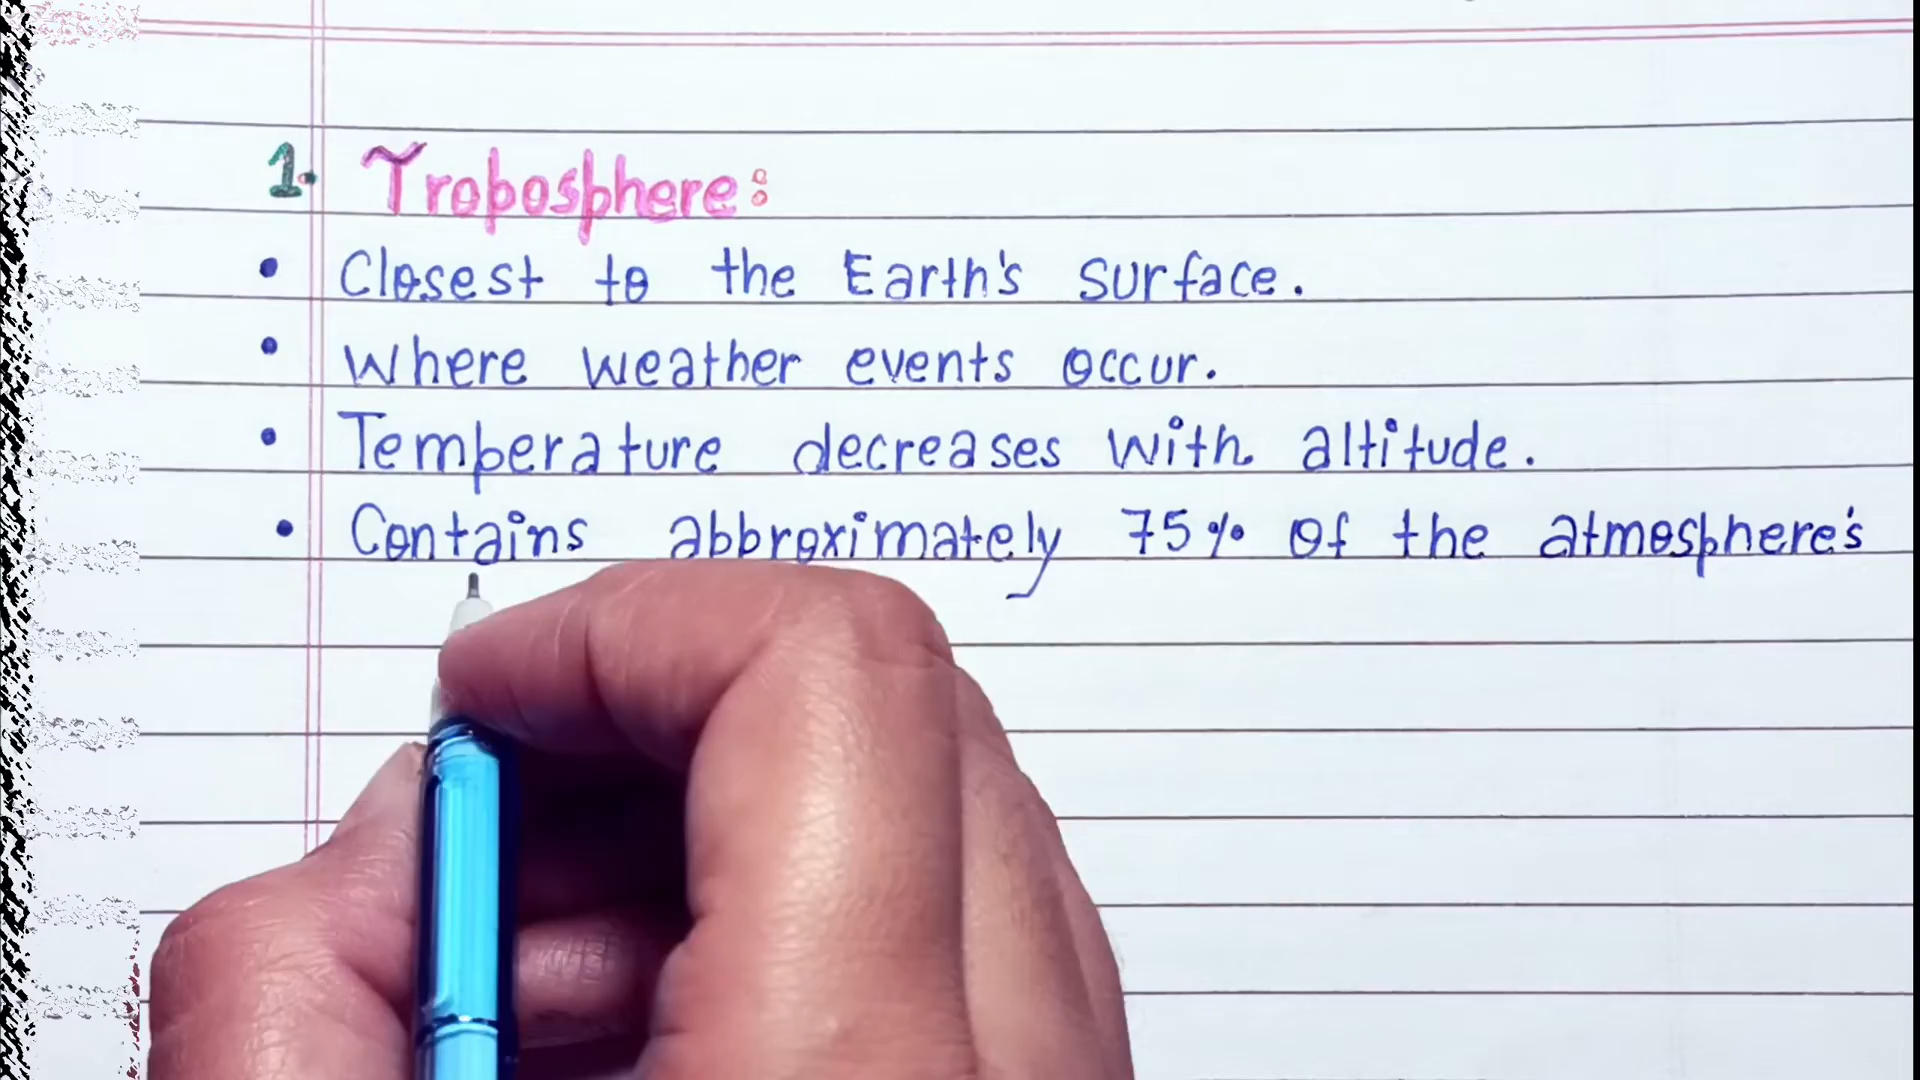 1. Troposphere:
• Closest to the Earth's surface.
• Where weather events occur.
• Temperature decreases with altitude.
• Contains approximately 75% of the atmosphere's